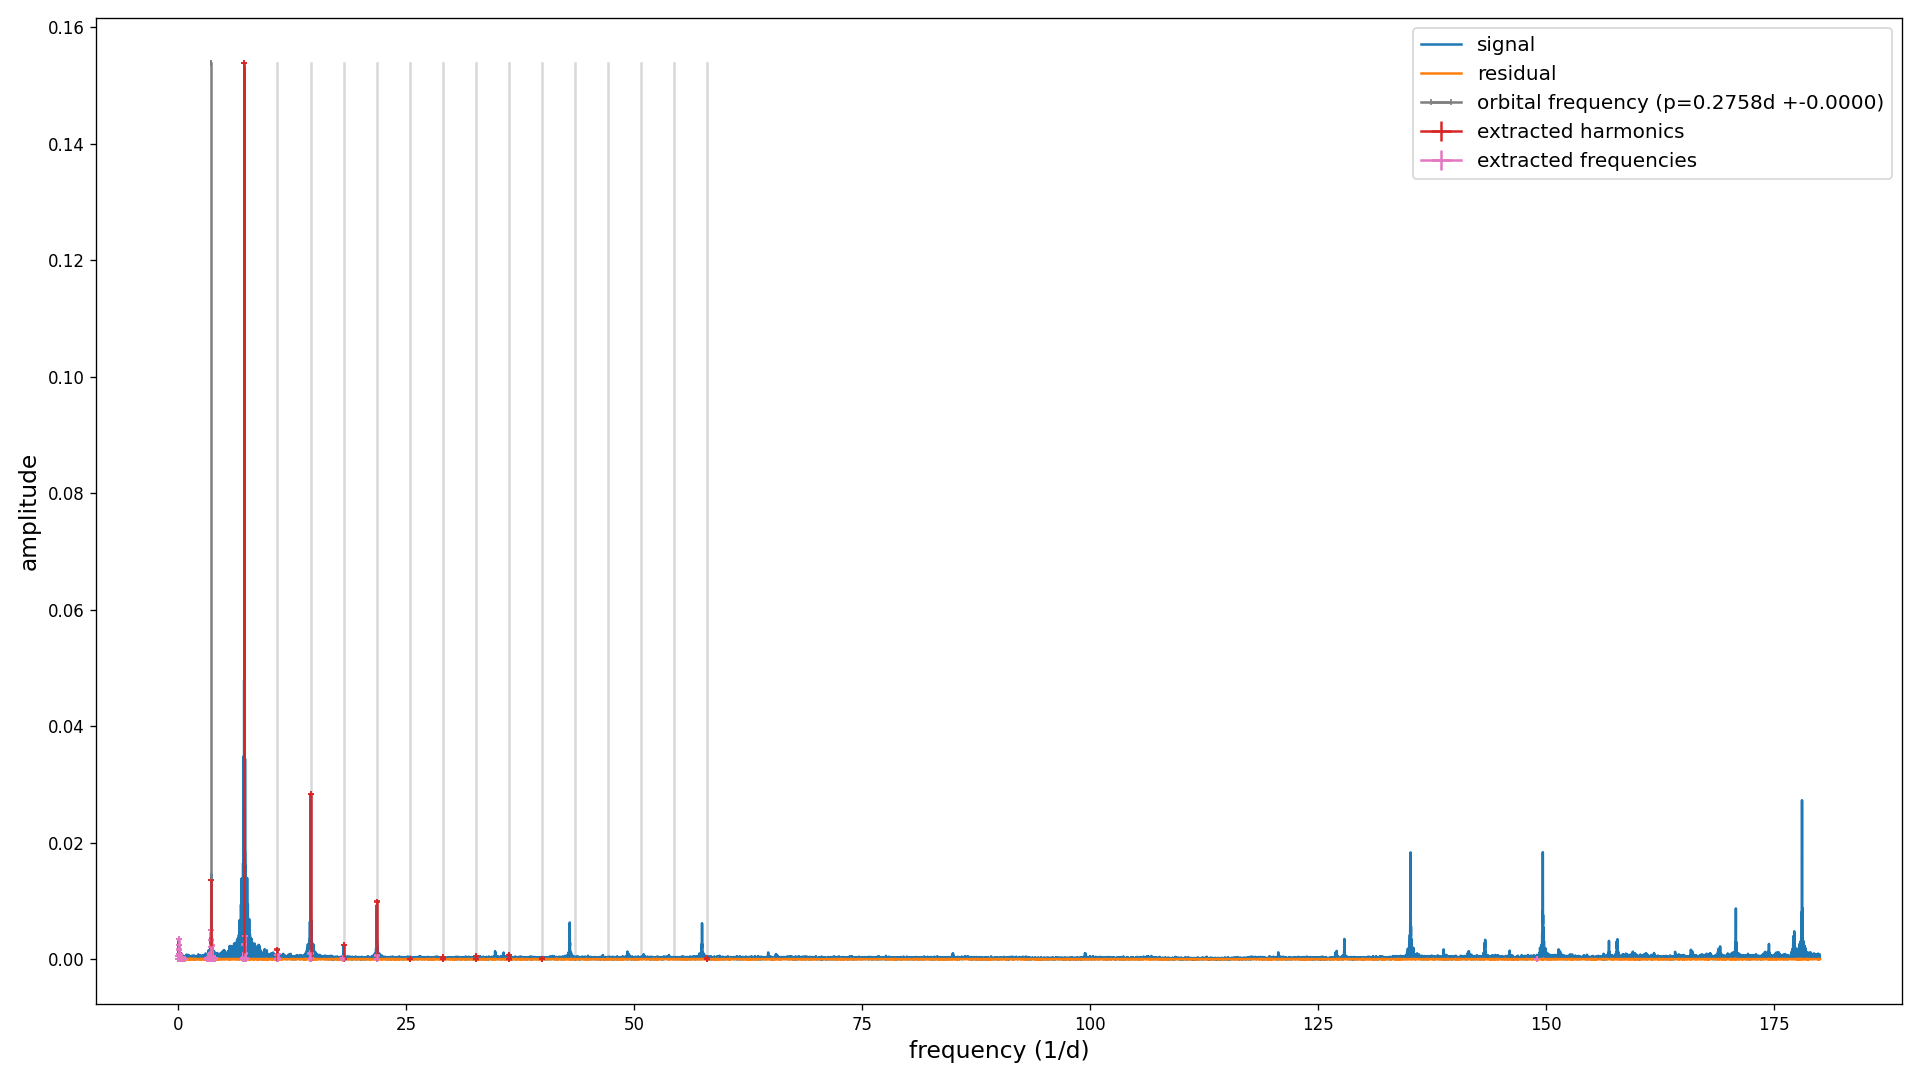 0.16
0.14
0.12
0.10
0.08
0.06
0.04
0.02
0.00
amplitude
signal
residual
orbital frequency (p=0.2758d +-0.0000)
extracted harmonics
extracted frequencies
0 25 50 75 100 125 150 175
frequency (1/d)